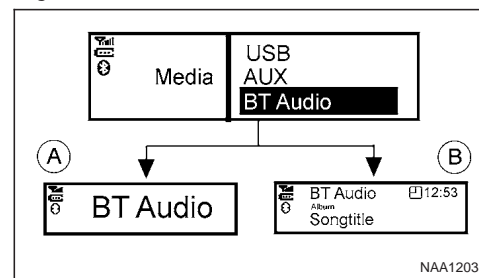 USB
Media
AUX
BT Audio
A
B
BT Audio
BT Audio 12:53
Album
Songtitle
NAA1203